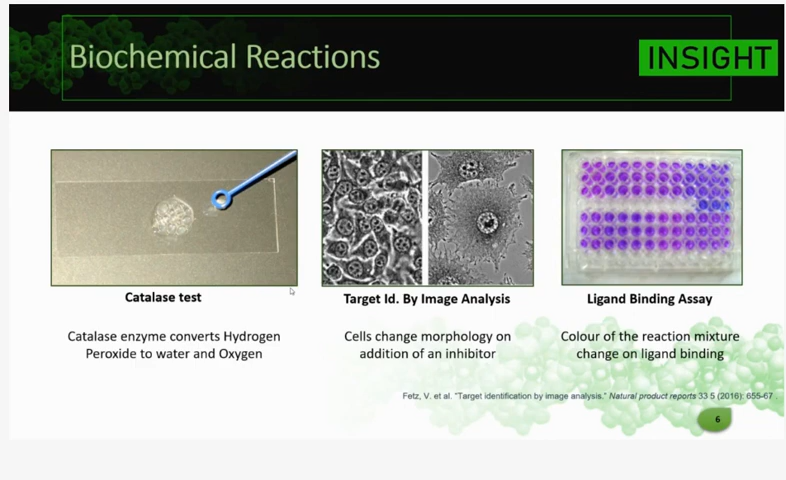 Biochemical Reactions
INSIGHT
Catalase test
Catalase enzyme converts Hydrogen
Peroxide to water and Oxygen
Target Id. By Image Analysis
Cells change morphology on
addition of an inhibitor
Ligand Binding Assay
Colour of the reaction mixture
change on ligand binding
Fetz, V. et al. "Target identification by image analysis." Natural product reports 33 5 (2016): 655-67 .
6